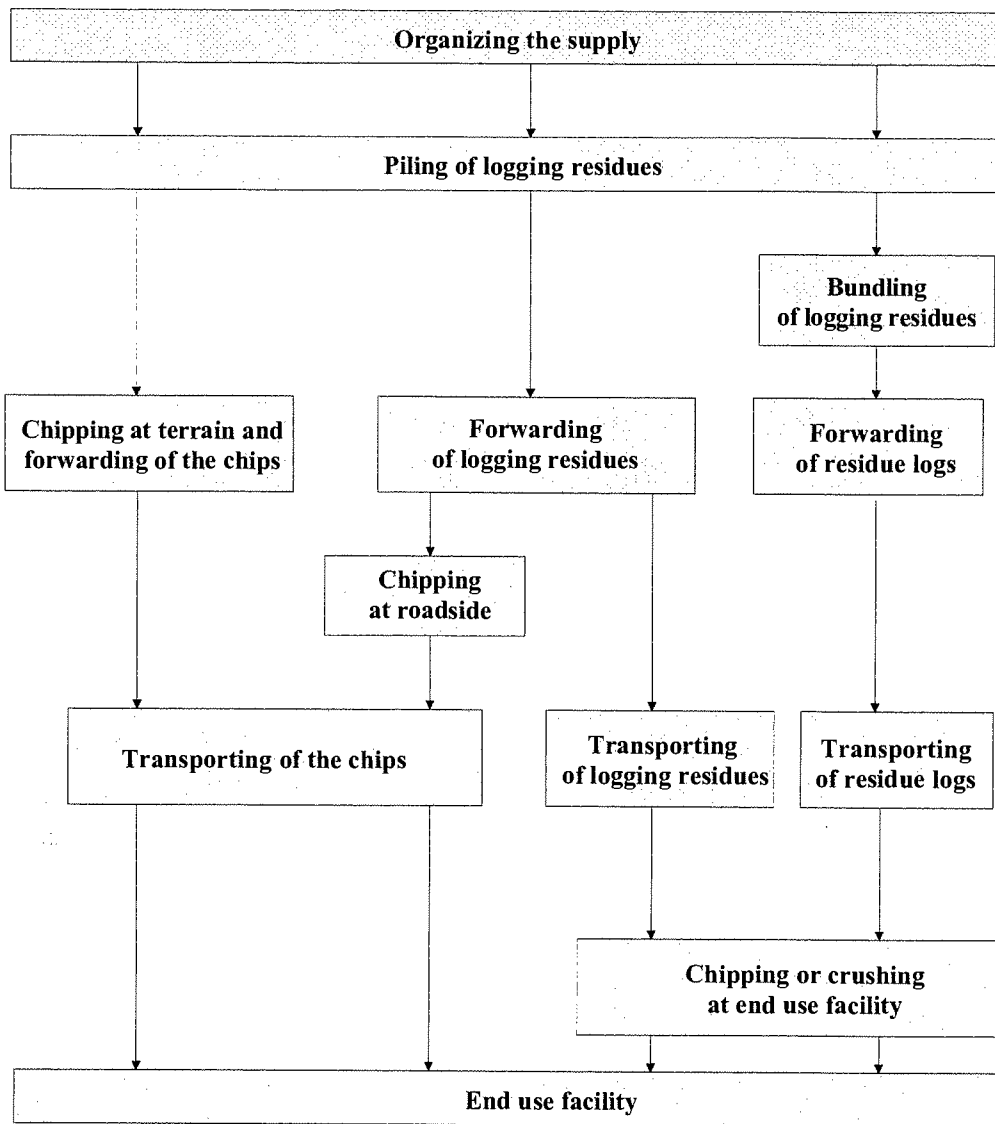 Organizing the supply
Piling of logging residues
Bundling
of logging residues
Chipping at terrain and
forwarding of the chips
Forwarding
of logging residues
Forwarding
of residue logs
Chipping
at roadside
Transporting of the chips
Transporting
of logging residues
Transporting
of residue logs
Chipping or crushing
at end use facility
End use facility